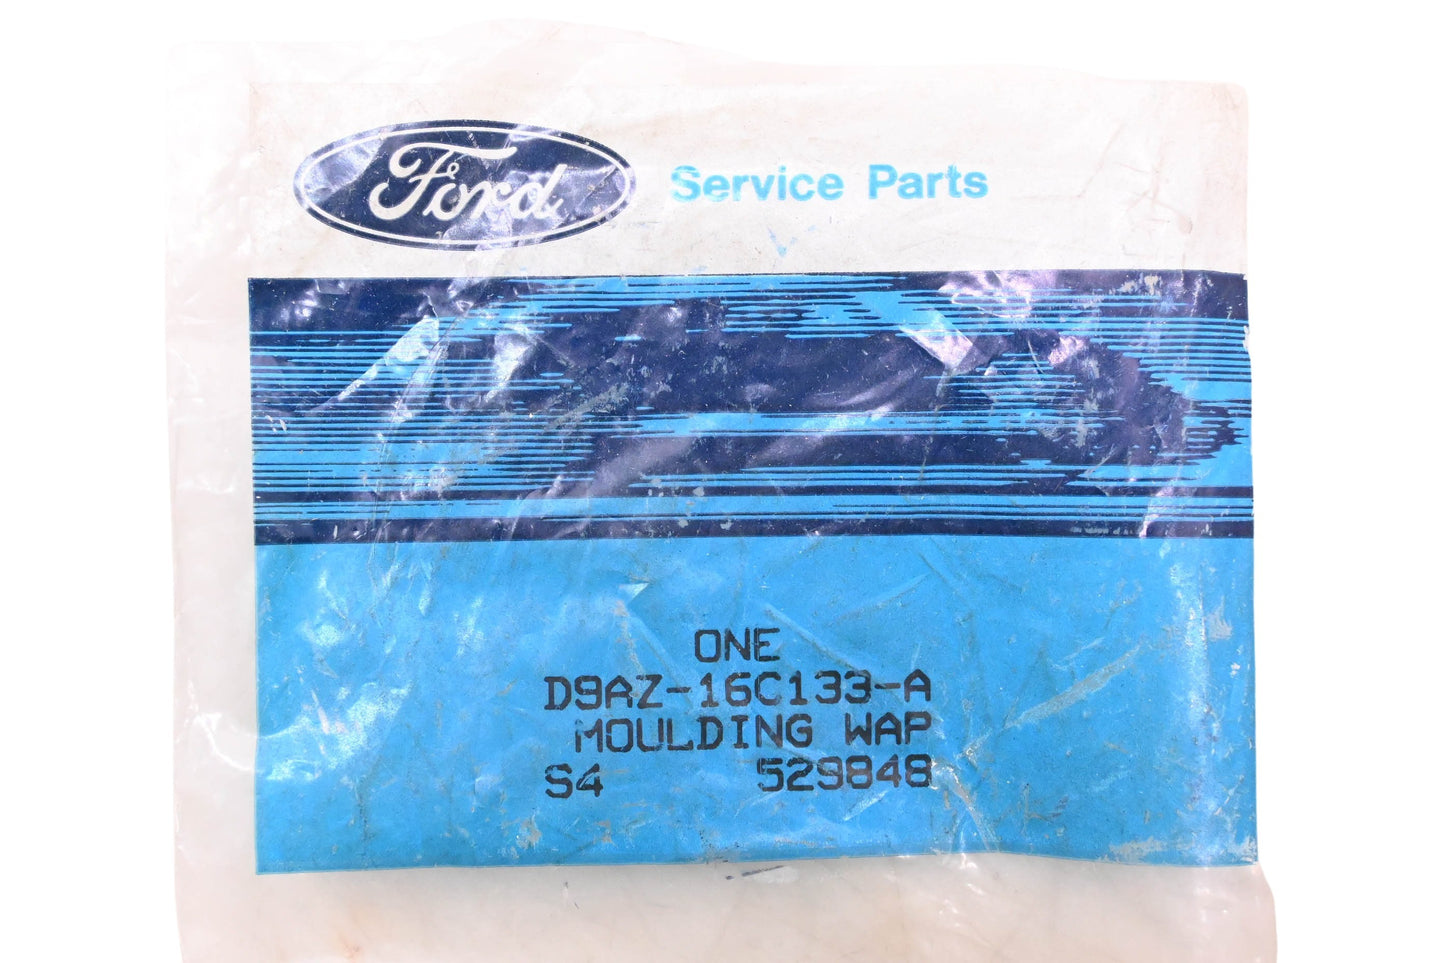 Ford Service Parts
ONE
D9AZ-16C133-A
MOULDING WAP
S4 529848